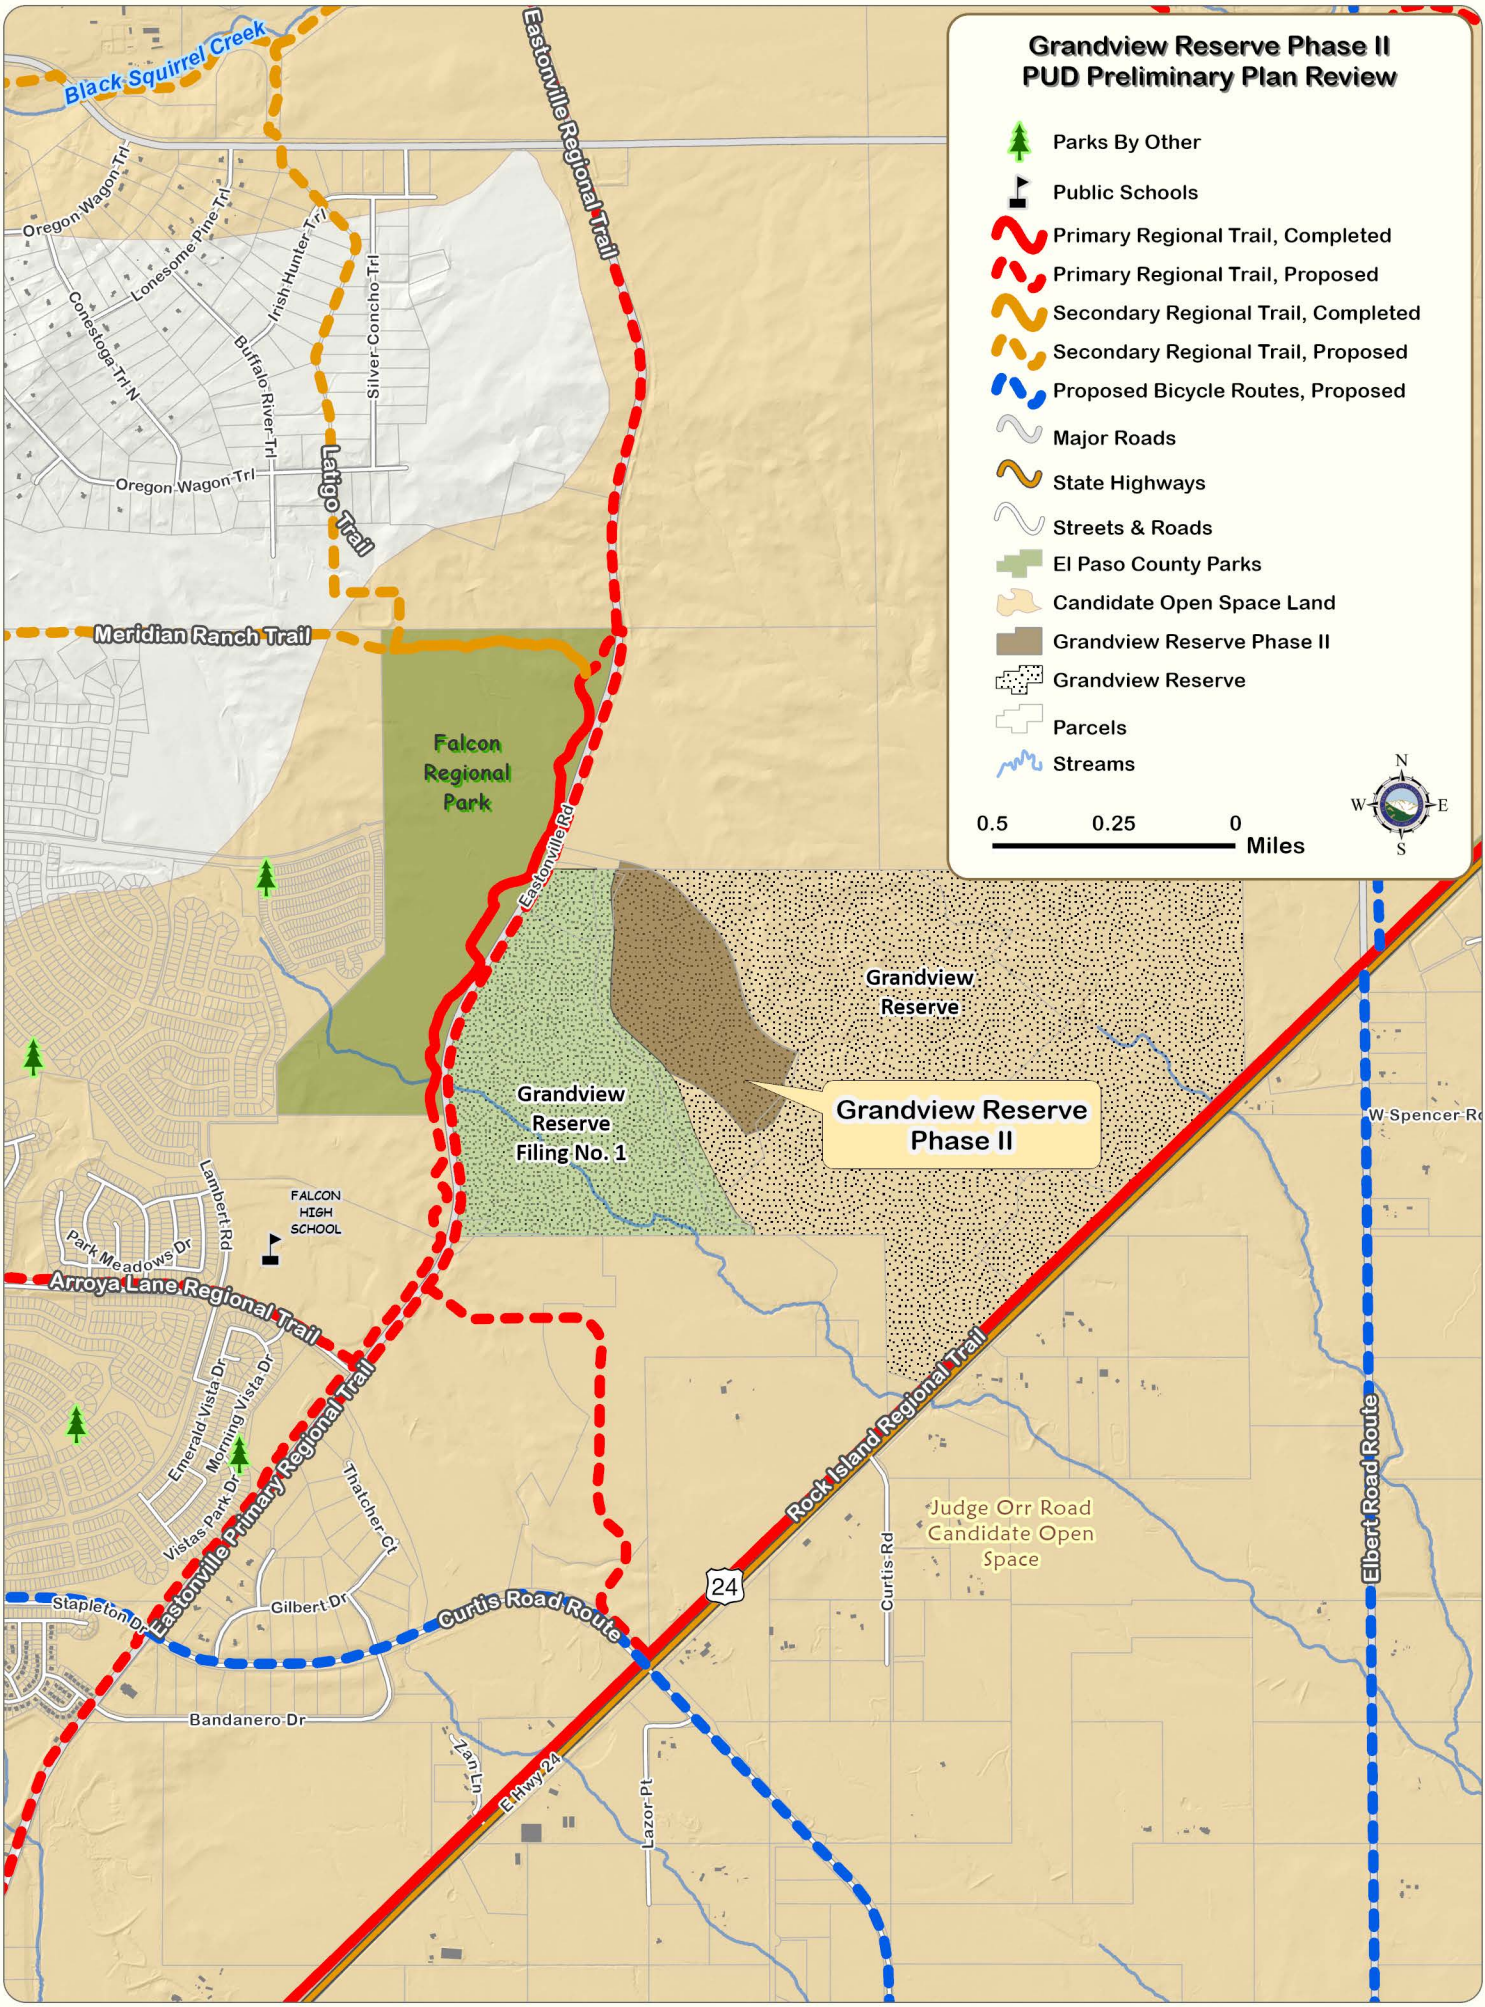 Grandview Reserve Phase II
PUD Preliminary Plan Review
Parks By Other
Public Schools
Primary Regional Trail, Completed
Primary Regional Trail, Proposed
Secondary Regional Trail, Completed
Secondary Regional Trail, Proposed
Proposed Bicycle Routes, Proposed
Major Roads
State Highways
Streets & Roads
El Paso County Parks
Candidate Open Space Land
Grandview Reserve Phase II
Grandview Reserve
Parcels
Streams
N
W
E
S
0.5
0.25
0
Miles
Black Squirrel Creek
Eastonville Regional Trail
Oregon Wagon Trl
Lonesome Pine Trl
Irish Hunter Trl
Silver Concho Trl
Conestoga Trl N
Buffalo River Trl
Oregon Wagon Trl
Latigo Trail
Meridian Ranch Trail
Falcon
Regional
Park
Eastonville Rd
Grandview
Reserve
Grandview
Reserve
Filing No. 1
Grandview Reserve
Phase II
W Spencer Rd
Lambert Rd
FALCON
HIGH
SCHOOL
Park Meadows Dr
Arroya Lane Regional Trail
Emerald Vista Dr
Morning Vista Dr
Vistas Park Dr
Eastonville Primary Regional Trail
Thatcher Ct
Rock Island Regional Trail
Elbert Road Route
Judge Orr Road
Candidate Open
Space
Curtis Rd
24
Stapleton Dr
Gilbert Dr
Curtis Road Route
Bandanero Dr
Zan Ln
E Hwy 24
Lazor Pt